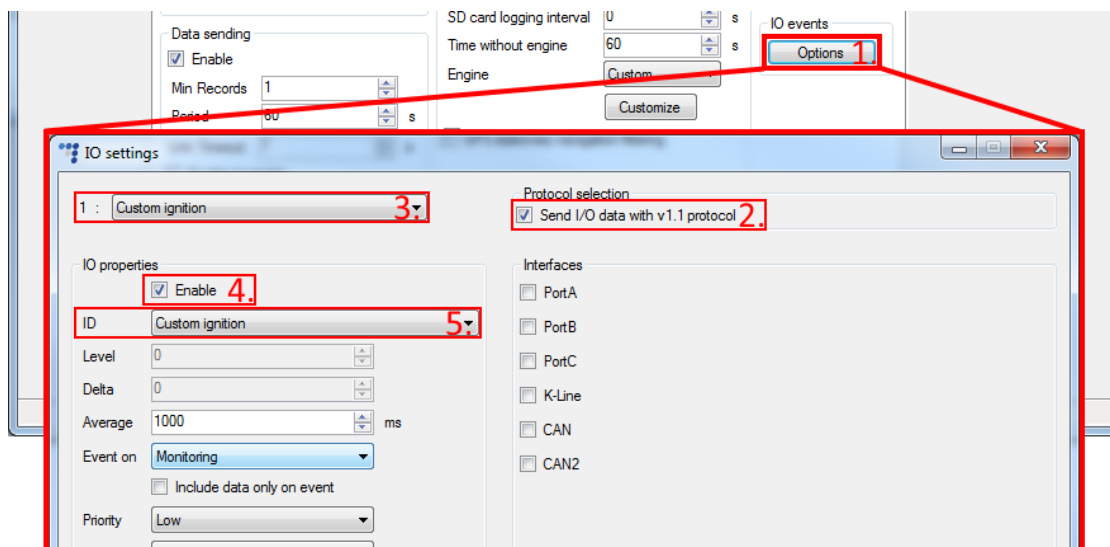 SD card logging interval 0 s
IO events
Data sending
Time without engine 60 s
Options 1.
Enable
Engine Custom
Min Records 1
Customize
Period 60 s
IO settings
1 : Custom ignition 3.
Protocol selection
Send I/O data with v1.1 protocol 2.
IO properties
Interfaces
Enable 4.
PortA
ID Custom ignition 5.
PortB
Level 0
PortC
Delta 0
K-Line
Average 1000 ms
CAN
Event on Monitoring
CAN2
Include data only on event
Priority Low